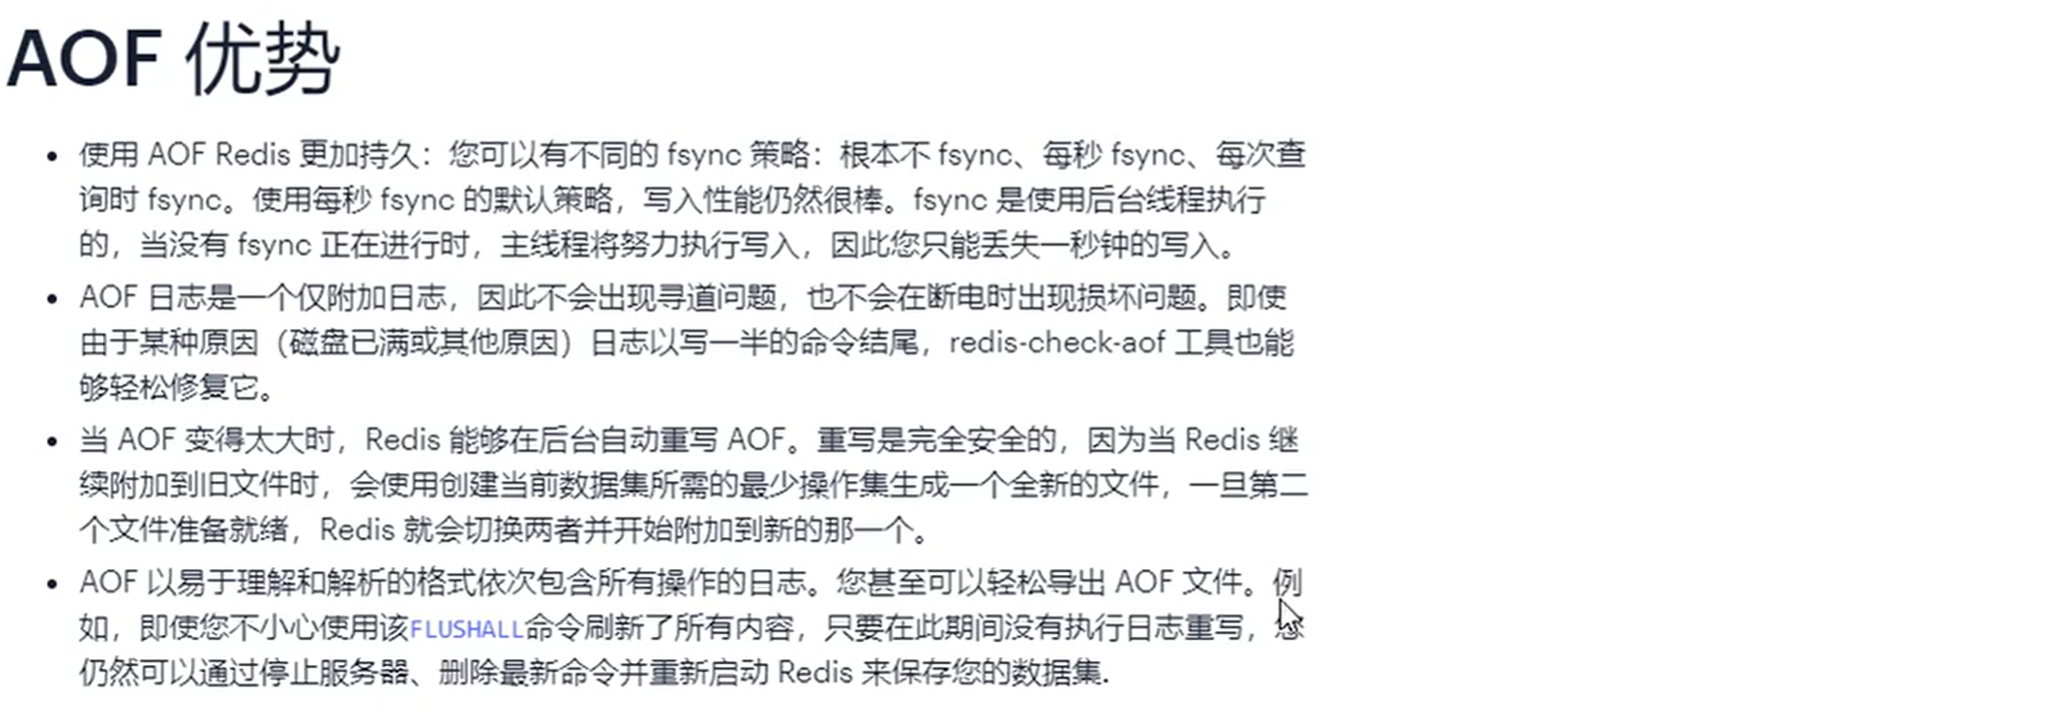 AOF 优势
使用 AOF Redis 更加持久：您可以有不同的 fsync 策略：根本不 fsync、每秒 fsync、每次查
询时 fsync。使用每秒 fsync 的默认策略，写入性能仍然很棒。fsync 是使用后台线程执行
的，当没有 fsync 正在进行时，主线程将努力执行写入，因此您只能丢失一秒钟的写入。
AOF 日志是一个仅附加日志，因此不会出现寻道问题，也不会在断电时出现损坏问题。即使
由于某种原因（磁盘已满或其他原因）日志以写一半的命令结尾，redis-check-aof 工具也能
够轻松修复它。
当 AOF 变得太大时，Redis 能够在后台自动重写 AOF。重写是完全安全的，因为当 Redis 继
续附加到旧文件时，会使用创建当前数据集所需的最少操作集生成一个全新的文件，一旦第二
个文件准备就绪，Redis 就会切换两者并开始附加到新的那一个。
AOF 以易于理解和解析的格式依次包含所有操作的日志。您甚至可以轻松导出 AOF 文件。例
如，即使您不小心使用该FLUSHALL命令刷新了所有内容，只要在此期间没有执行日志重写，您
仍然可以通过停止服务器、删除最新命令并重新启动 Redis 来保存您的数据集.